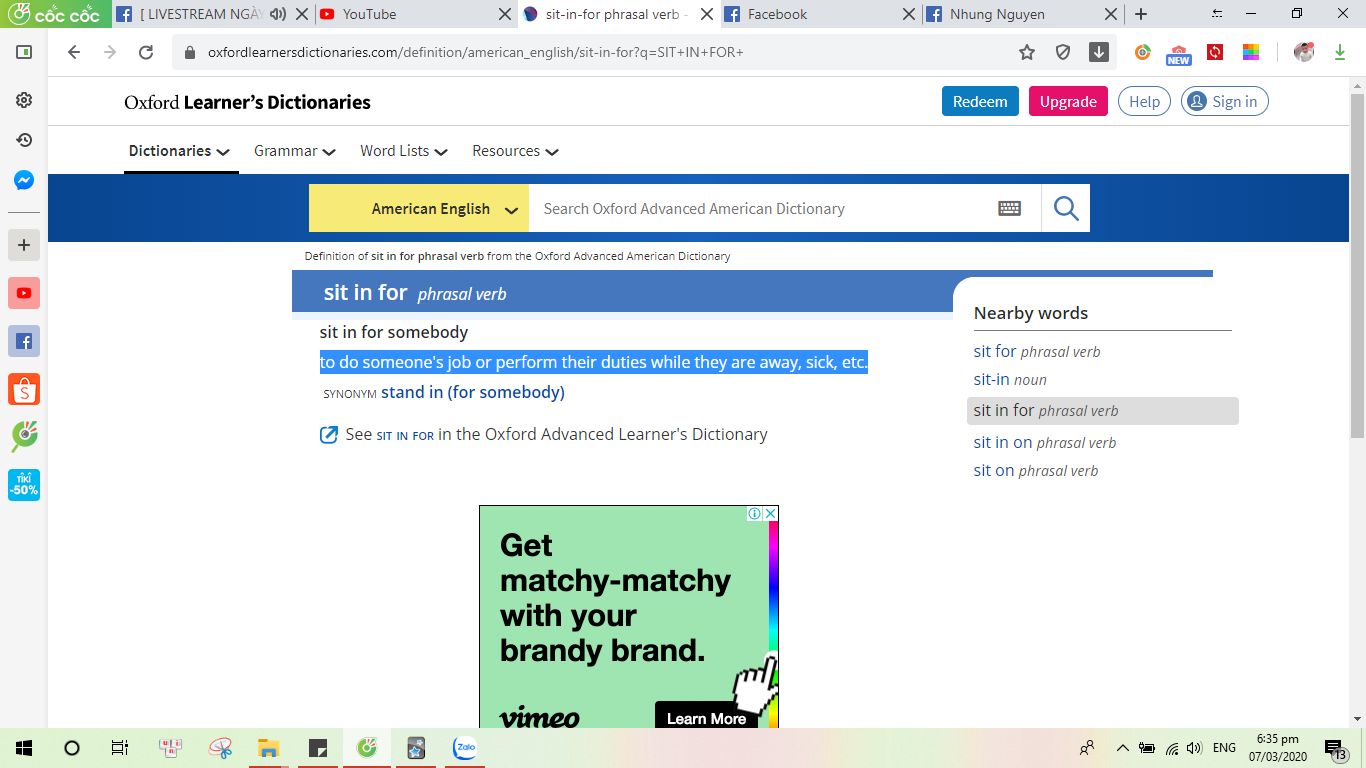 cốc cốc
[ LIVESTREAM NGÀY
YouTube
sit-in-for phrasal verb -
Facebook
Nhung Nguyen
oxfordlearnersdictionaries.com/definition/american_english/sit-in-for?q=SIT+IN+FOR+
NEW
Oxford Learner's Dictionaries
Redeem
Upgrade
Help
Sign in
Dictionaries
Grammar
Word Lists
Resources
American English
Search Oxford Advanced American Dictionary
Definition of sit in for phrasal verb from the Oxford Advanced American Dictionary
sit in for phrasal verb
sit in for somebody
to do someone's job or perform their duties while they are away, sick, etc.
SYNONYM stand in (for somebody)
See SIT IN FOR in the Oxford Advanced Learner's Dictionary
Nearby words
sit for phrasal verb
sit-in noun
sit in for phrasal verb
sit in on phrasal verb
sit on phrasal verb
TIKI
-50%
Get
matchy-matchy
with your
brandy brand.
vimeo
Learn More
Zalo
ENG
6:35 pm
07/03/2020
13